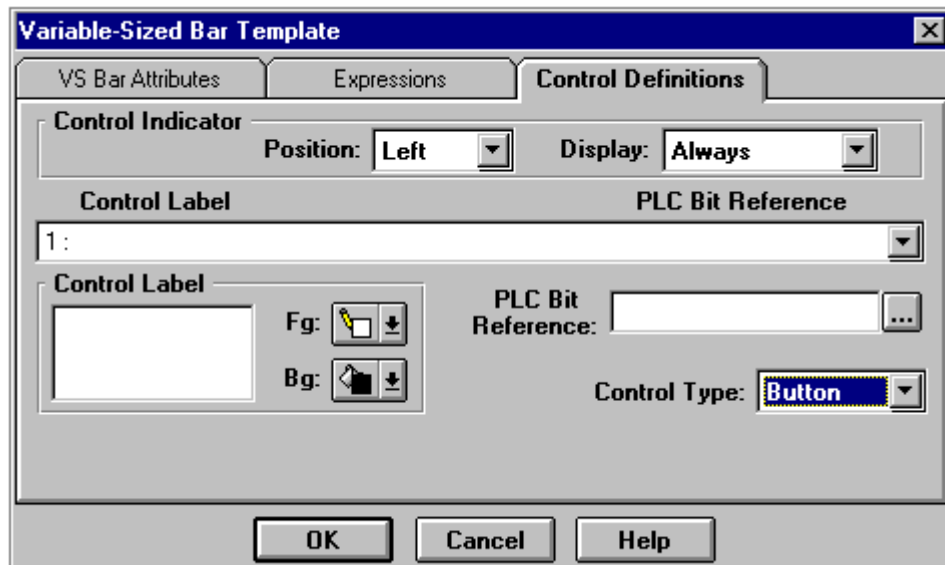 Variable-Sized Bar Template
VS Bar Attributes Expressions Control Definitions
Control Indicator
Position: Left Display: Always
Control Label PLC Bit Reference
1 :
Control Label
Fg: PLC Bit Reference: ...
Bg:
Control Type: Button
OK Cancel Help